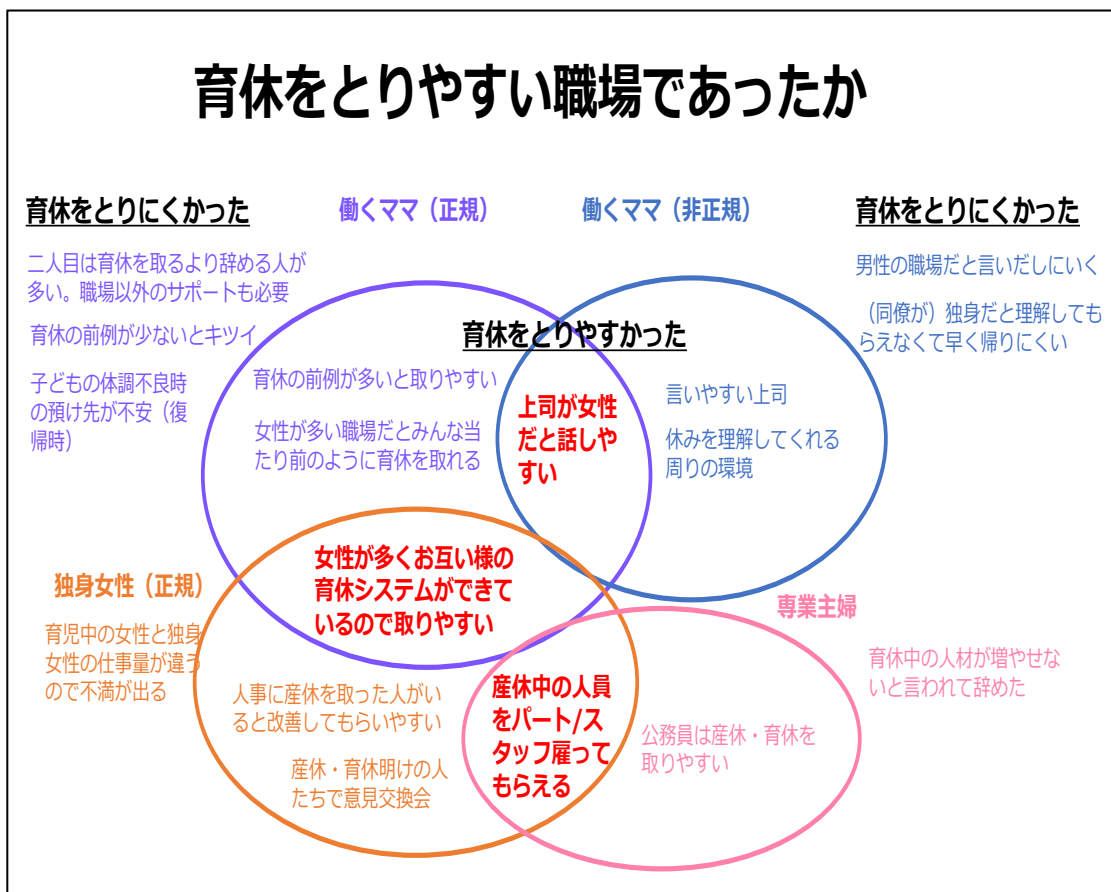 育休をとりやすい職場であったか
育休をとりにくかった
働くママ（正規）
働くママ（非正規）
育休をとりにくかった
二人目は育休を取るより辞める人が
多い。職場以外のサポートも必要
育休の前例が少ないとキツイ
子どもの体調不良時
の預け先が不安（復
帰時）
男性の職場だと言いだしにいく
（同僚が）独身だと理解しても
らえなくて早く帰りにくい
育休をとりやすかった
育休の前例が多いと取りやすい
女性が多い職場だとみんな当
たり前のように育休を取れる
上司が女性
だと話しや
すい
言いやすい上司
休みを理解してくれる
周りの環境
女性が多くお互い様の
育休システムができて
いるので取りやすい
独身女性（正規）
育児中の女性と独身
女性の仕事量が違う
ので不満が出る
専業主婦
育休中の人材が増やせな
いと言われて辞めた
人事に産休を取った人がい
ると改善してもらいやすい
産休・育休明けの人
たちで意見交換会
産休中の人員
をパート/ス
タッフ雇って
もらえる
公務員は産休・育休を
取りやすい